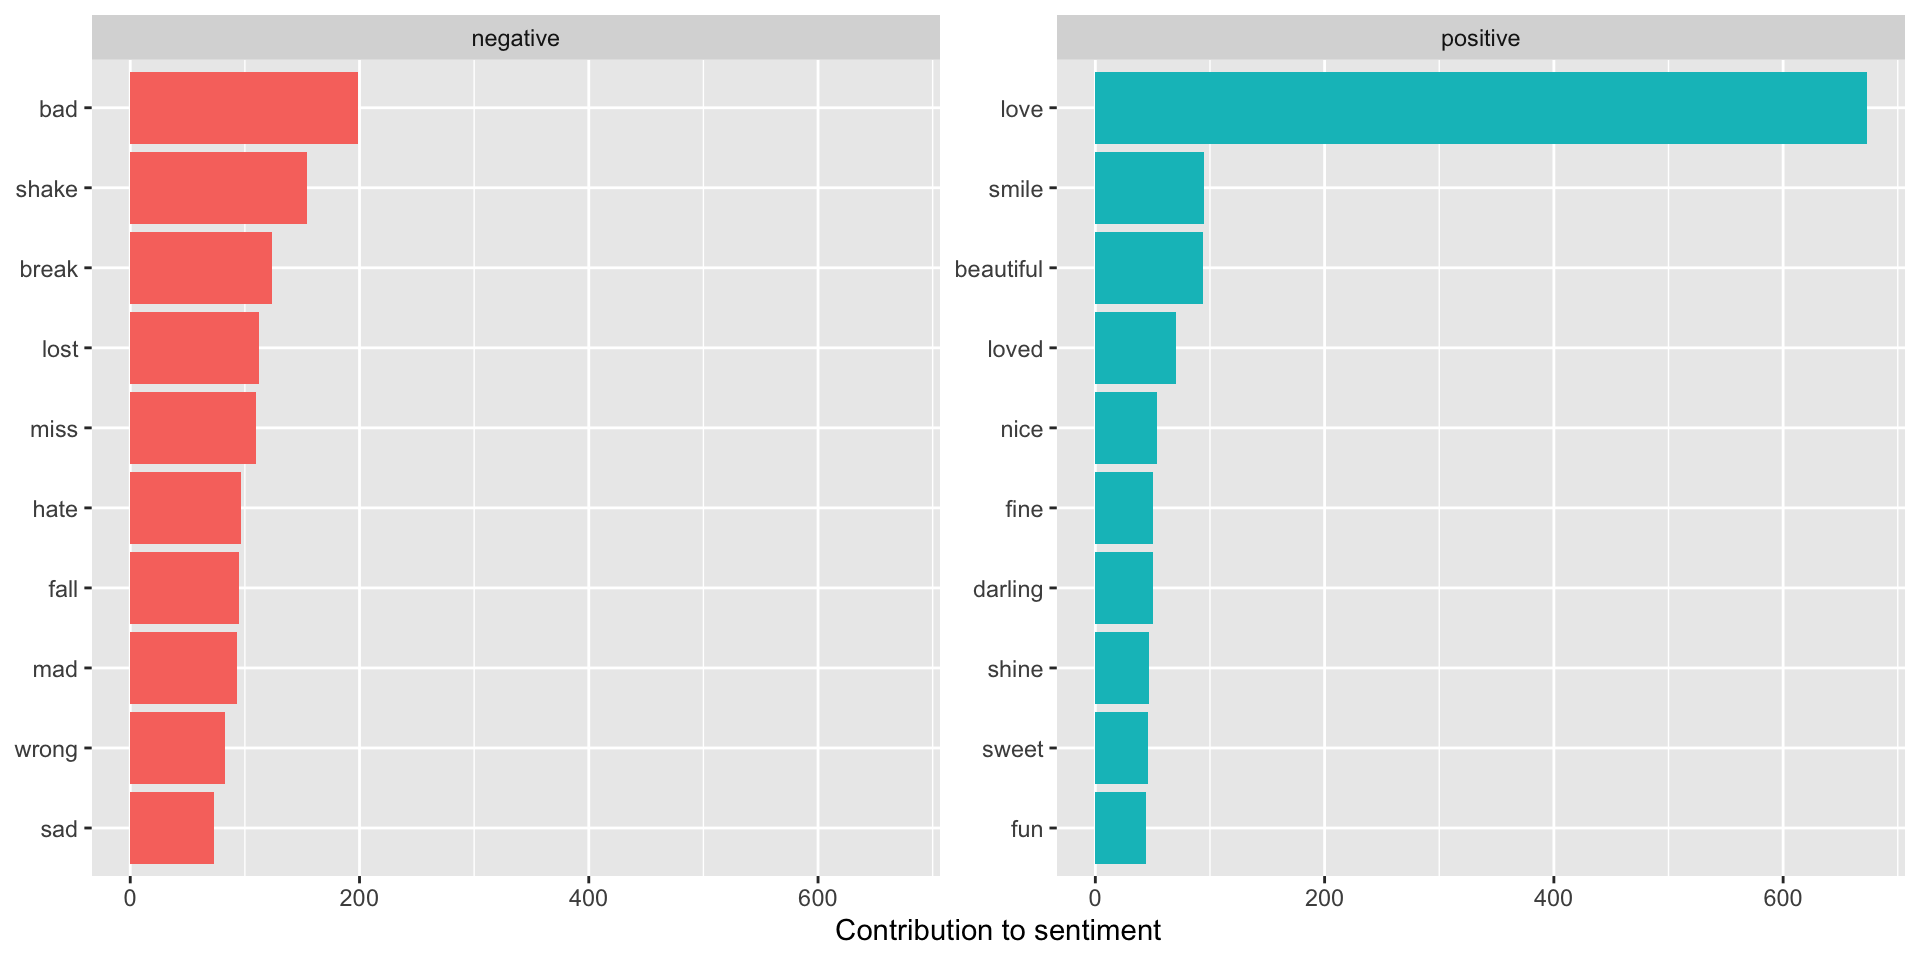 negative
bad
shake
break
lost
miss
hate
fall
mad
wrong
sad
0 200 400 600
positive
love
smile
beautiful
loved
nice
fine
darling
shine
sweet
fun
0 200 400 600
Contribution to sentiment